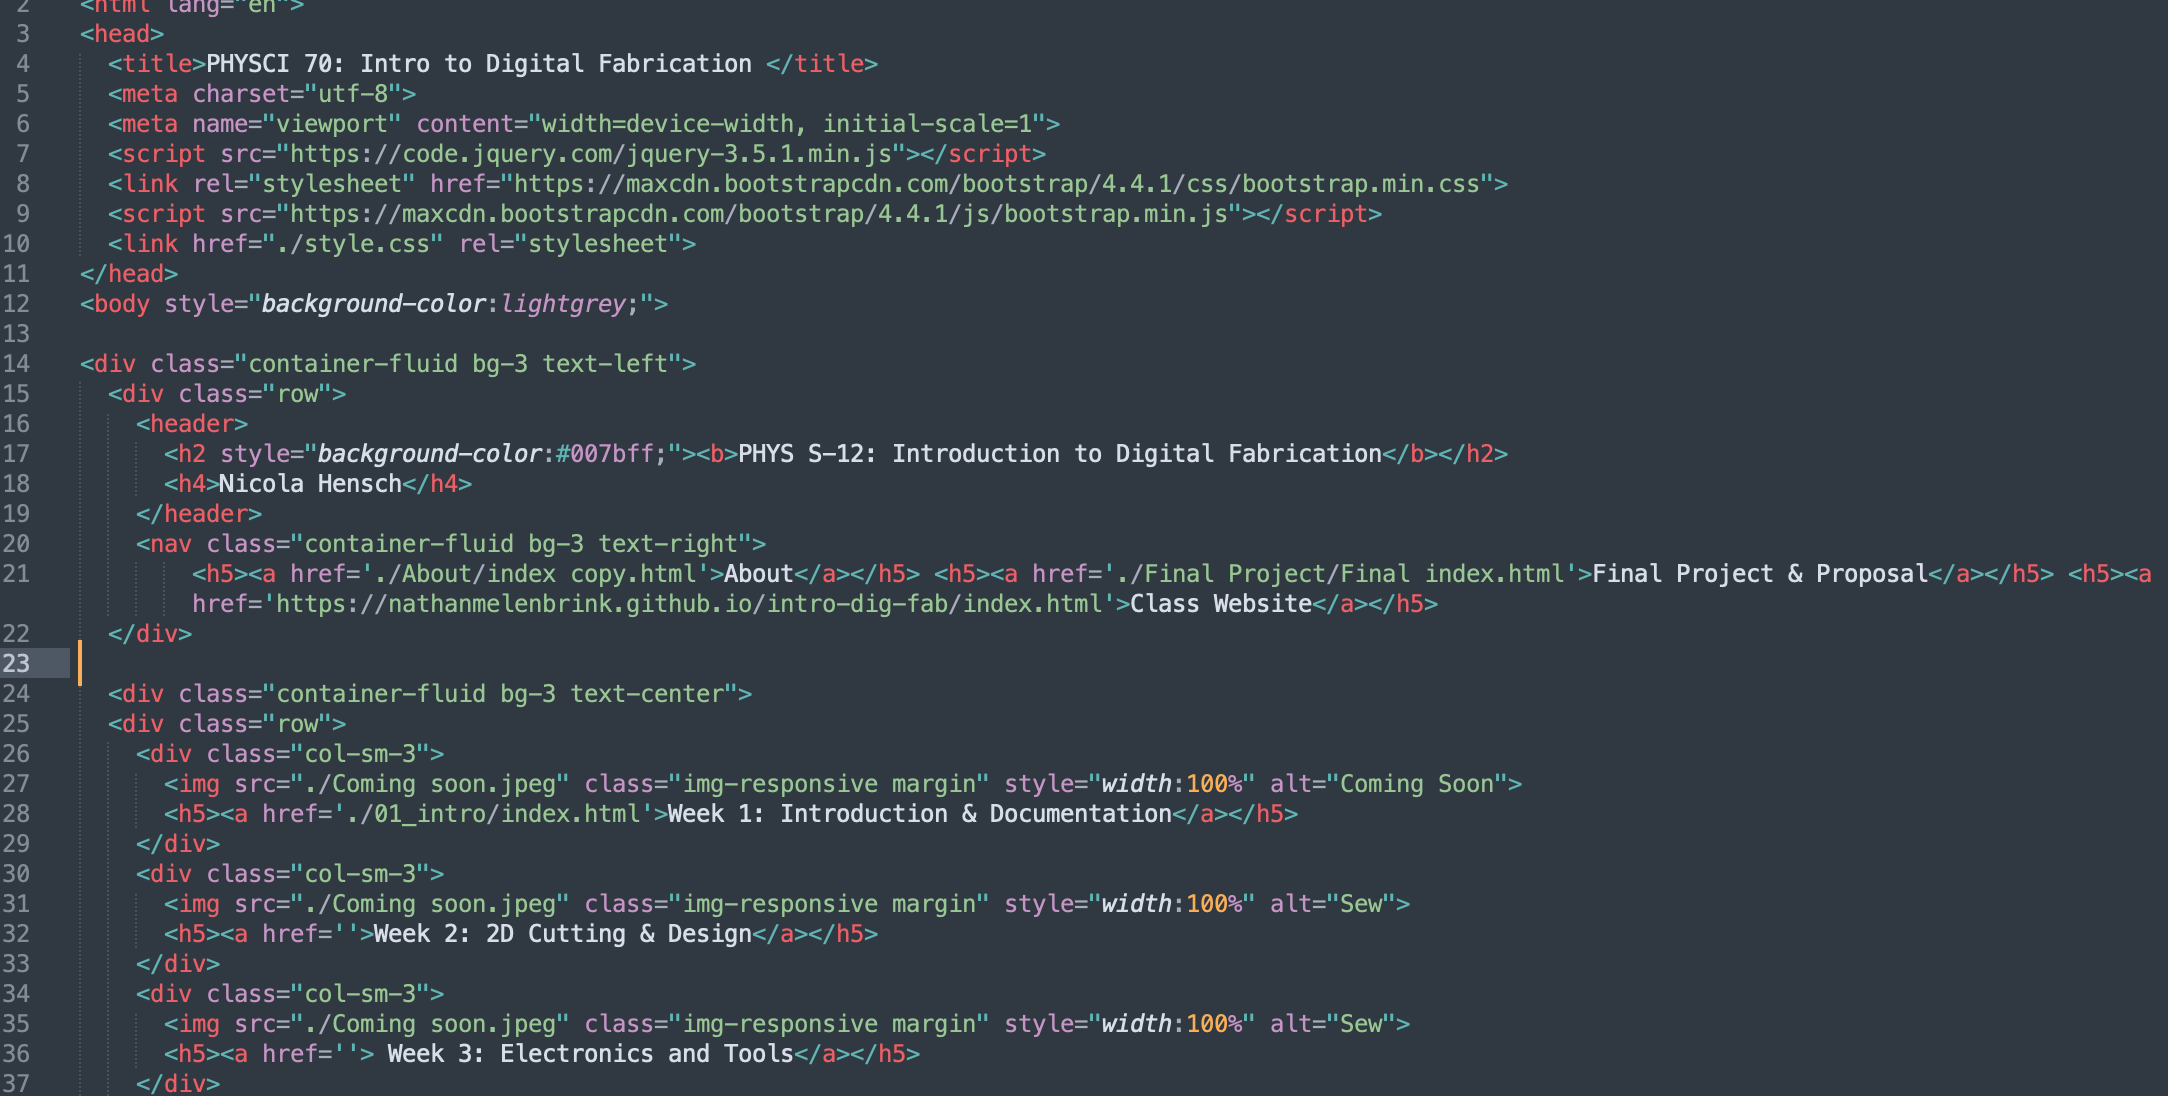 2 <html lang="en">
3 <head>
4 <title>PHYSCI 70: Intro to Digital Fabrication </title>
5 <meta charset="utf-8">
6 <meta name="viewport" content="width=device-width, initial-scale=1">
7 <script src="https://code.jquery.com/jquery-3.5.1.min.js"></script>
8 <link rel="stylesheet" href="https://maxcdn.bootstrapcdn.com/bootstrap/4.4.1/css/bootstrap.min.css">
9 <script src="https://maxcdn.bootstrapcdn.com/bootstrap/4.4.1/js/bootstrap.min.js"></script>
10 <link href="./style.css" rel="stylesheet">
11 </head>
12 <body style="background-color:lightgrey;">
13
14 <div class="container-fluid bg-3 text-left">
15 <div class="row">
16 <header>
17 <h2 style="background-color:#007bff;"><b>PHYS S-12: Introduction to Digital Fabrication</b></h2>
18 <h4>Nicola Hensch</h4>
19 </header>
20 <nav class="container-fluid bg-3 text-right">
21 <h5><a href='./About/index copy.html'>About</a></h5> <h5><a href='./Final Project/Final index.html'>Final Project & Proposal</a></h5> <h5><a
href='https://nathanmelenbrink.github.io/intro-dig-fab/index.html'>Class Website</a></h5>
22 </div>
23
24 <div class="container-fluid bg-3 text-center">
25 <div class="row">
26 <div class="col-sm-3">
27 <img src="./Coming soon.jpeg" class="img-responsive margin" style="width:100%" alt="Coming Soon">
28 <h5><a href='./01_intro/index.html'>Week 1: Introduction & Documentation</a></h5>
29 </div>
30 <div class="col-sm-3">
31 <img src="./Coming soon.jpeg" class="img-responsive margin" style="width:100%" alt="Sew">
32 <h5><a href=''>Week 2: 2D Cutting & Design</a></h5>
33 </div>
34 <div class="col-sm-3">
35 <img src="./Coming soon.jpeg" class="img-responsive margin" style="width:100%" alt="Sew">
36 <h5><a href=''> Week 3: Electronics and Tools</a></h5>
37 </div>